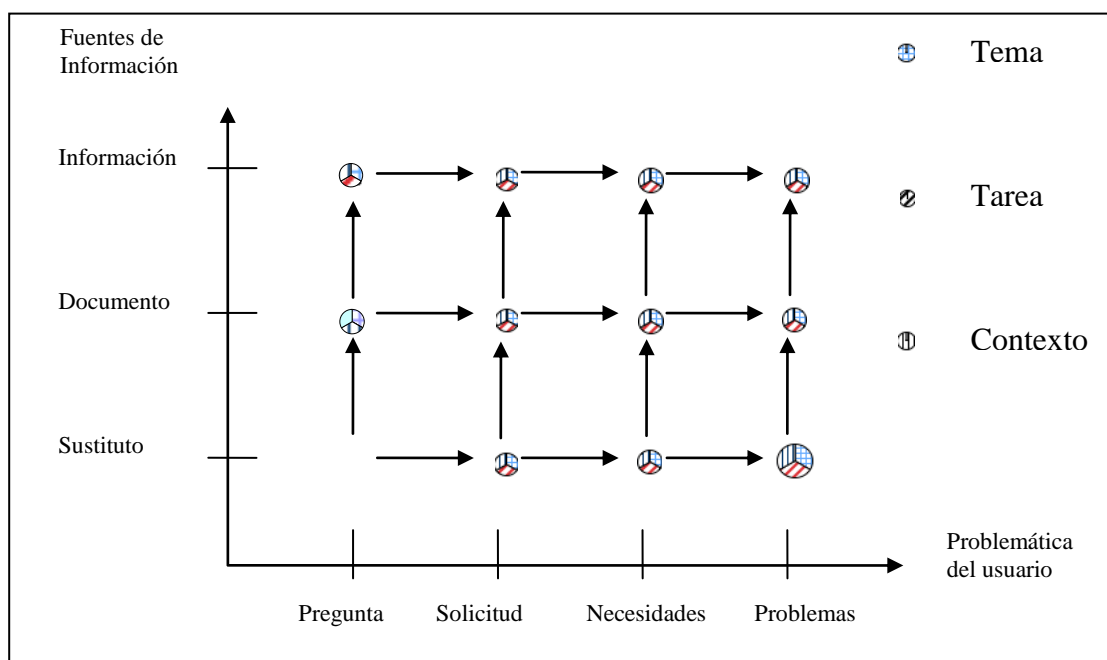 Fuentes de
Información
Tema
Información
Tarea
Documento
Contexto
Sustituto
Problemática
del usuario
Pregunta
Solicitud
Necesidades
Problemas